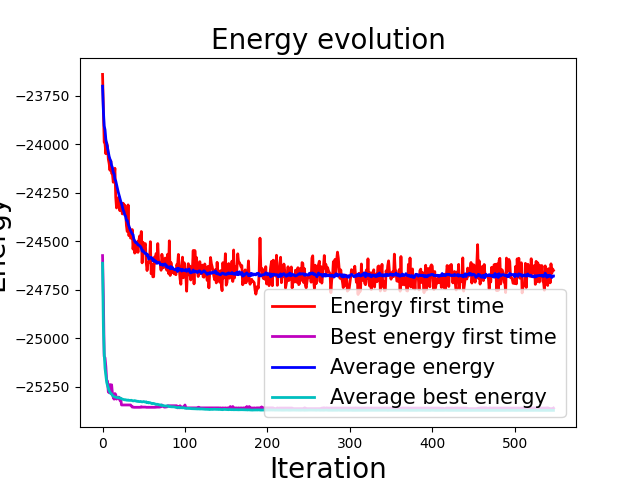 Energy evolution
Energy
−23750
−24000
−24250
−24500
−24750
−25000
−25250
Energy first time
Best energy first time
Average energy
Average best energy
0
100
200
300
400
500
Iteration